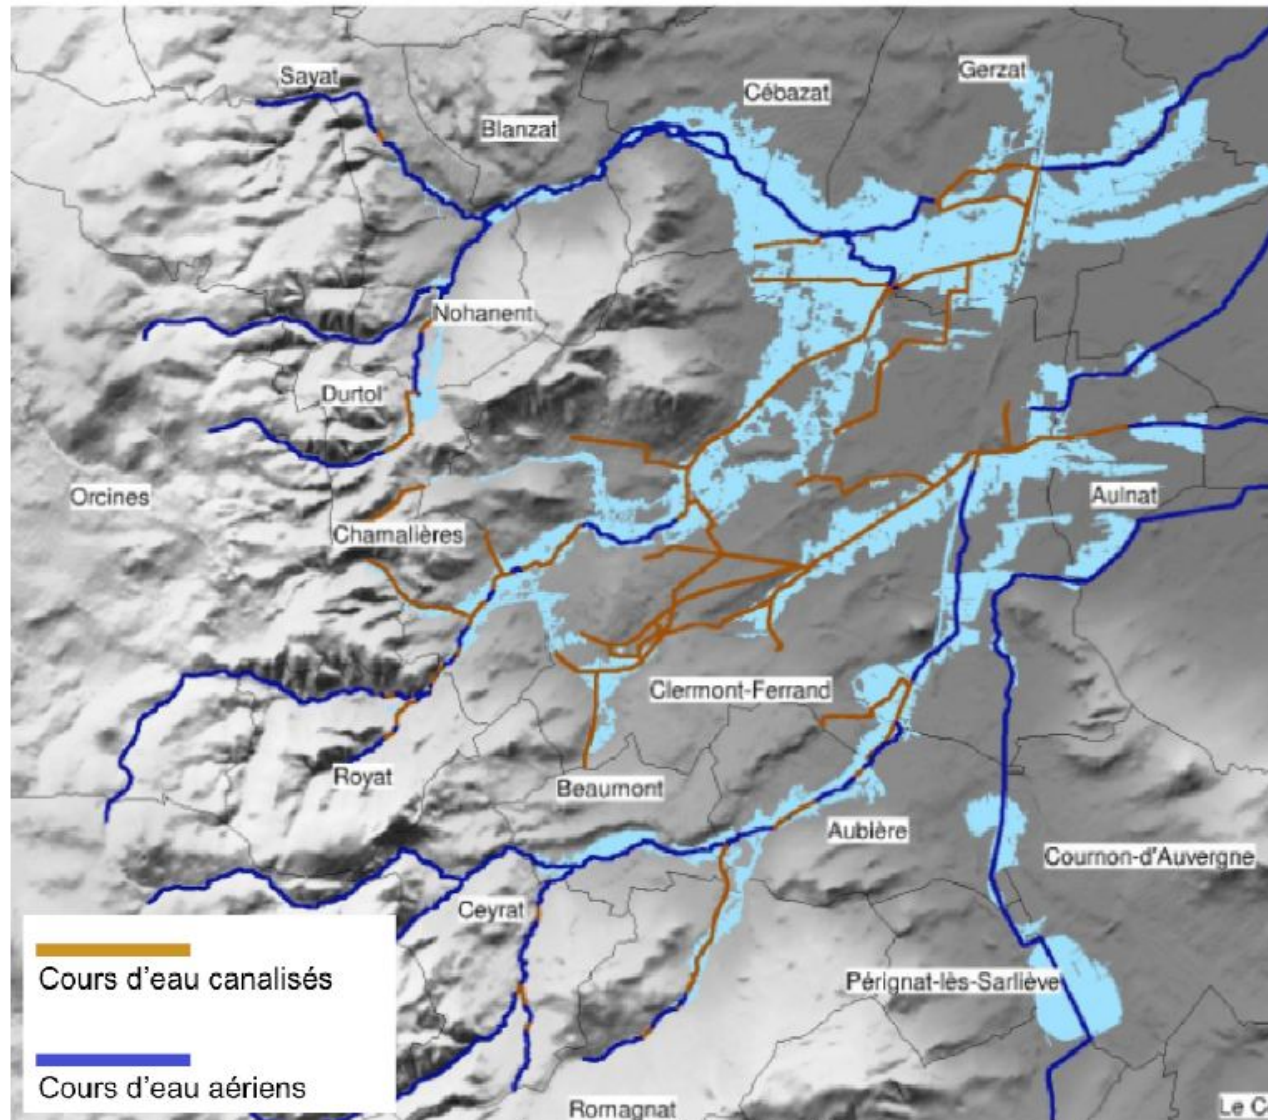 Gerzat
Sayat
Cébazat
Blanzat
Nohanent
Durtol
Orcines
Aulnat
Chamalières
Clermont-Ferrand
Royat
Beaumont
Aubière
Cournon-d'Auvergne
Ceyrat
Pérignat-lès-Sarliève
Cours d'eau canalisés
Cours d'eau aériens
Romagnat
Le C